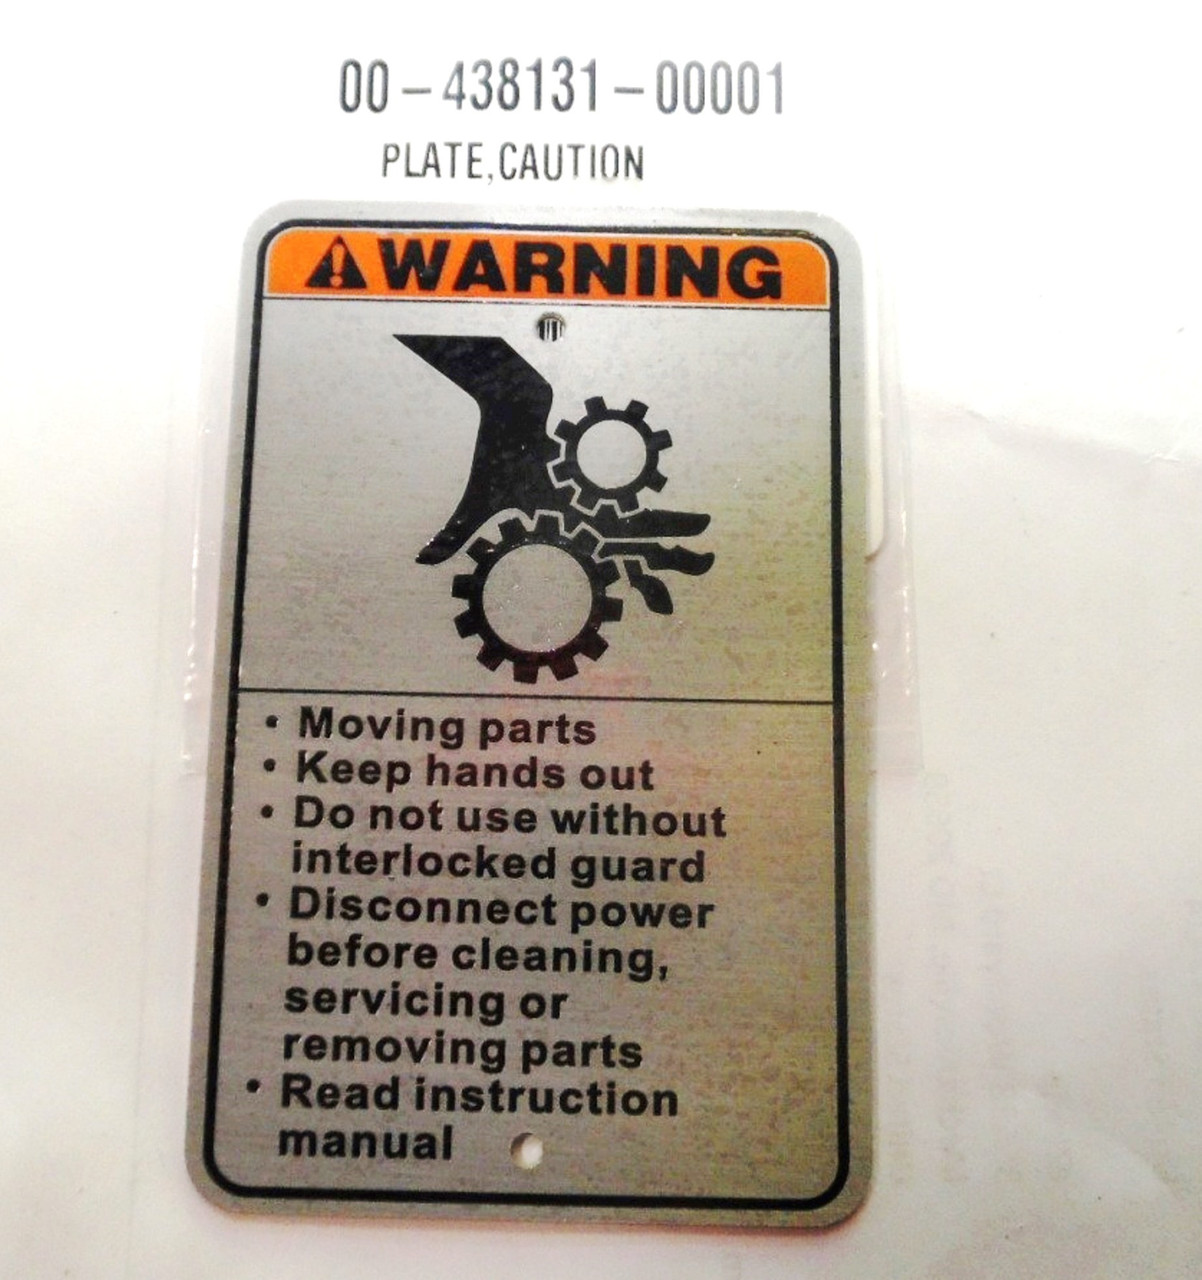 00-438131-00001
PLATE,CAUTION
WARNING
• Moving parts
• Keep hands out
• Do not use without
interlocked guard
• Disconnect power
before cleaning,
servicing or
removing parts
• Read instruction
manual